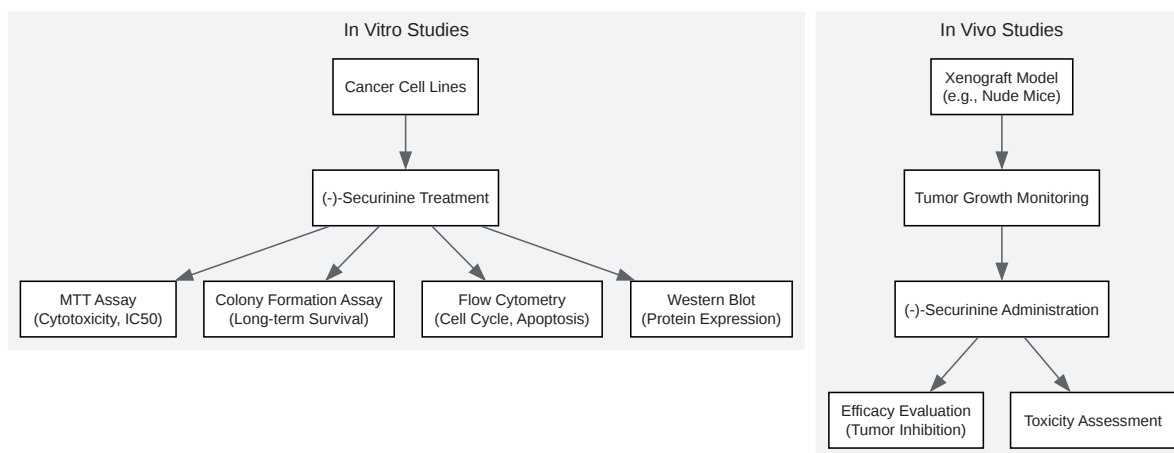 In Vitro Studies
Cancer Cell Lines
(-)-Securinine Treatment
MTT Assay
(Cytotoxicity, IC50)
Colony Formation Assay
(Long-term Survival)
Flow Cytometry
(Cell Cycle, Apoptosis)
Western Blot
(Protein Expression)
In Vivo Studies
Xenograft Model
(e.g., Nude Mice)
Tumor Growth Monitoring
(-)-Securinine Administration
Efficacy Evaluation
(Tumor Inhibition)
Toxicity Assessment